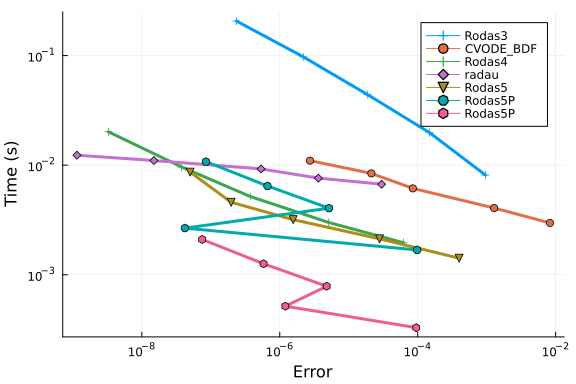 Rodas3
CVODE_BDF
Rodas4
radau
Rodas5
Rodas5P
Rodas5P
10⁻¹
10⁻²
10⁻³
Time (s)
10⁻⁸
10⁻⁶
10⁻⁴
10⁻²
Error